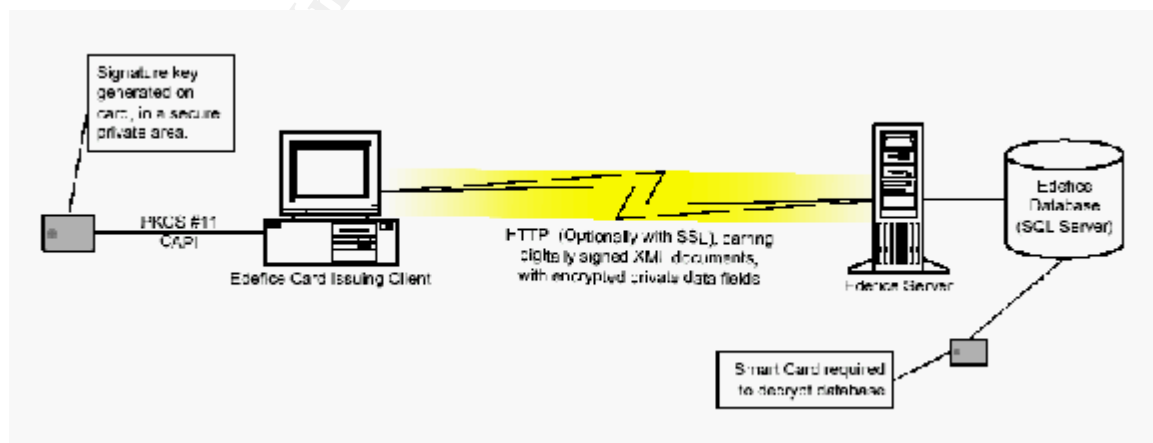 Signature key
generated on
card, in a secure
private area.
PKCS #11
CAPI
Edefice Card Issuing Client
HTTP (Optionally with SSL), carring
digitally signed XML documents,
with encrypted private data fields
Edefice Server
Edefice
Database
(SQL Server)
Smart Card required
to decrypt database